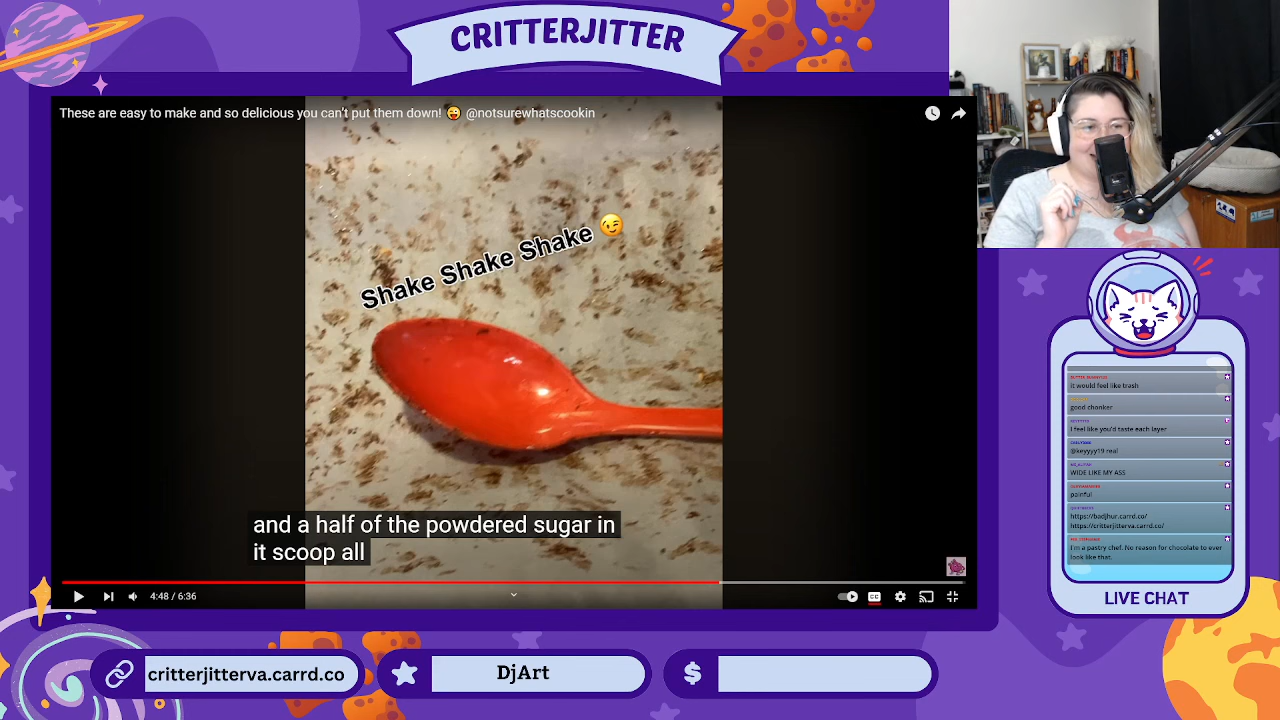 CRITTERJITTER
These are easy to make and so delicious you can't put them down! 😜 @notsurewhatscookin
Shake Shake Shake 😉
and a half of the powdered sugar in
it scoop all
4:48 / 6:36
CC
it would feel like trash
good chonker
I feel like you'd taste each layer
@keyyyy19 real
WIDE LIKE MY ASS
painful
https://badjhur.carrd.co/
https://critterjitterva.carrd.co/
I'm a pastry chef. No reason for chocolate to ever
look like that.
LIVE CHAT
critterjitterva.carrd.co
DjArt
$